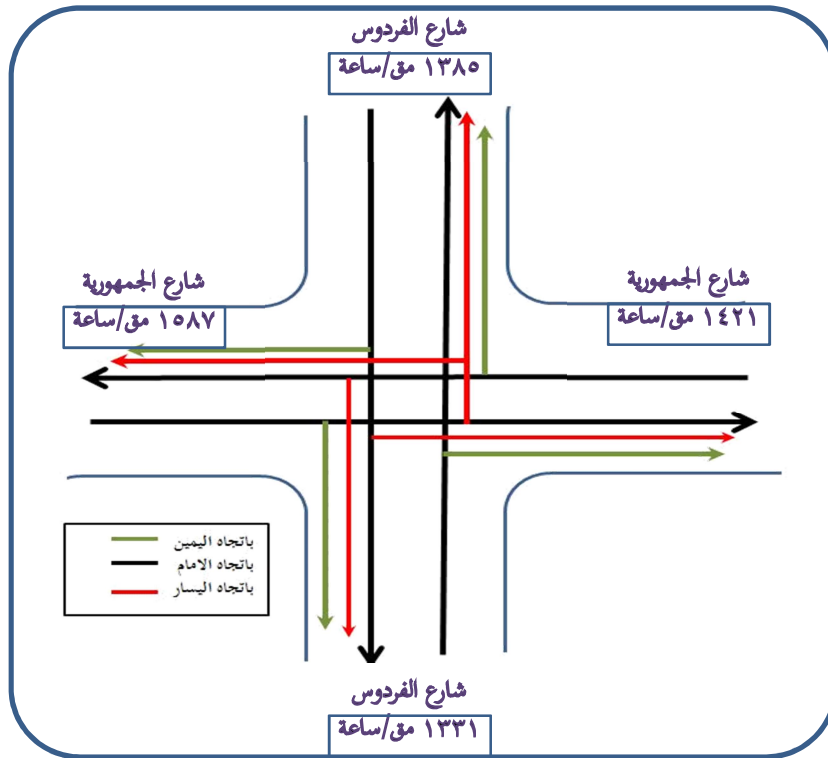 شارع الفردوس
١٣٨٥ مق/ساعة
شارع الجمهورية
١٤٢١ مق/ساعة
شارع الجمهورية
١٥٨٧ مق/ساعة
باتجاه اليمين
باتجاه الامام
باتجاه اليسار
شارع الفردوس
١٣٣١ مق/ساعة